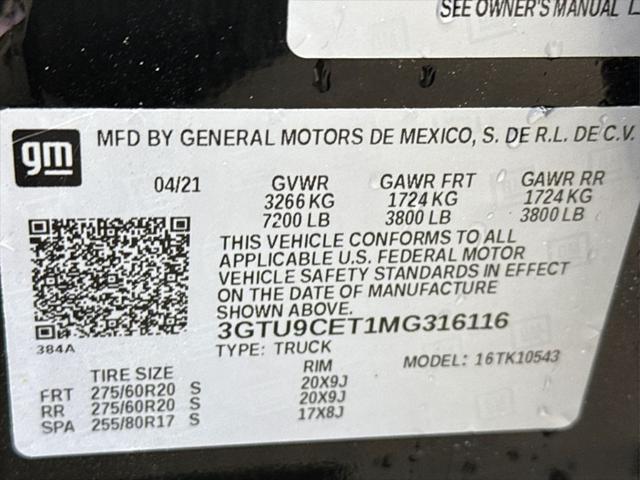 SEE OWNER'S MANUAL
gm
MFD BY GENERAL MOTORS DE MEXICO, S. DE R.L. DE C.V.
04/21 GVWR GAWR FRT GAWR RR
3266 KG 1724 KG 1724 KG
7200 LB 3800 LB 3800 LB
THIS VEHICLE CONFORMS TO ALL
APPLICABLE U.S. FEDERAL MOTOR
VEHICLE SAFETY STANDARDS IN EFFECT
ON THE DATE OF MANUFACTURE
SHOWN ABOVE.
3GTU9CET1MG316116
384A
TYPE: TRUCK MODEL: 16TK10543
TIRE SIZE RIM
FRT 275/60R20 S 20X9J
RR 275/60R20 S 20X9J
SPA 255/80R17 S 17X8J